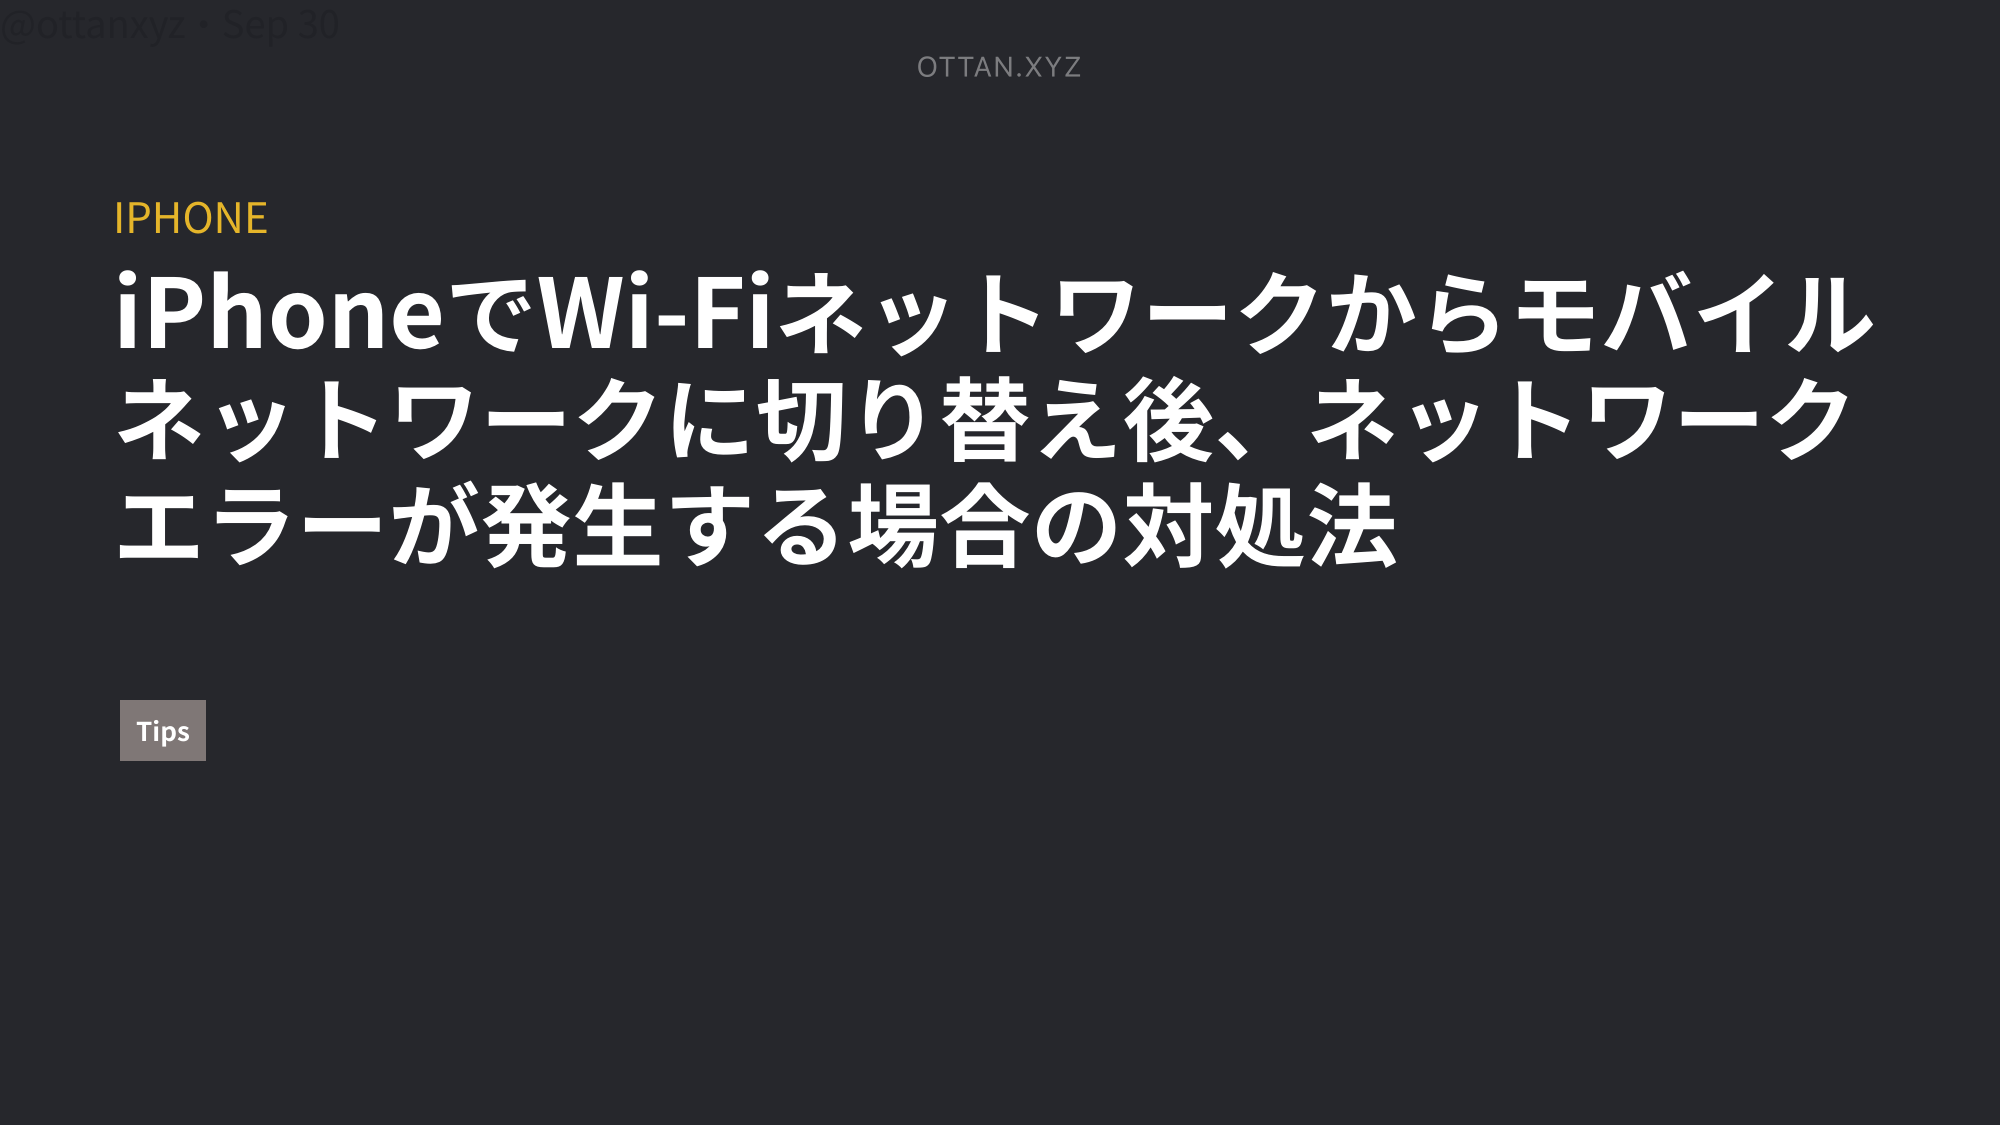 @ottanxyz・Sep 30
OTTAN.XYZ
IPHONE
iPhoneでWi-Fiネットワークからモバイル
ネットワークに切り替え後、ネットワーク
エラーが発生する場合の対処法
Tips